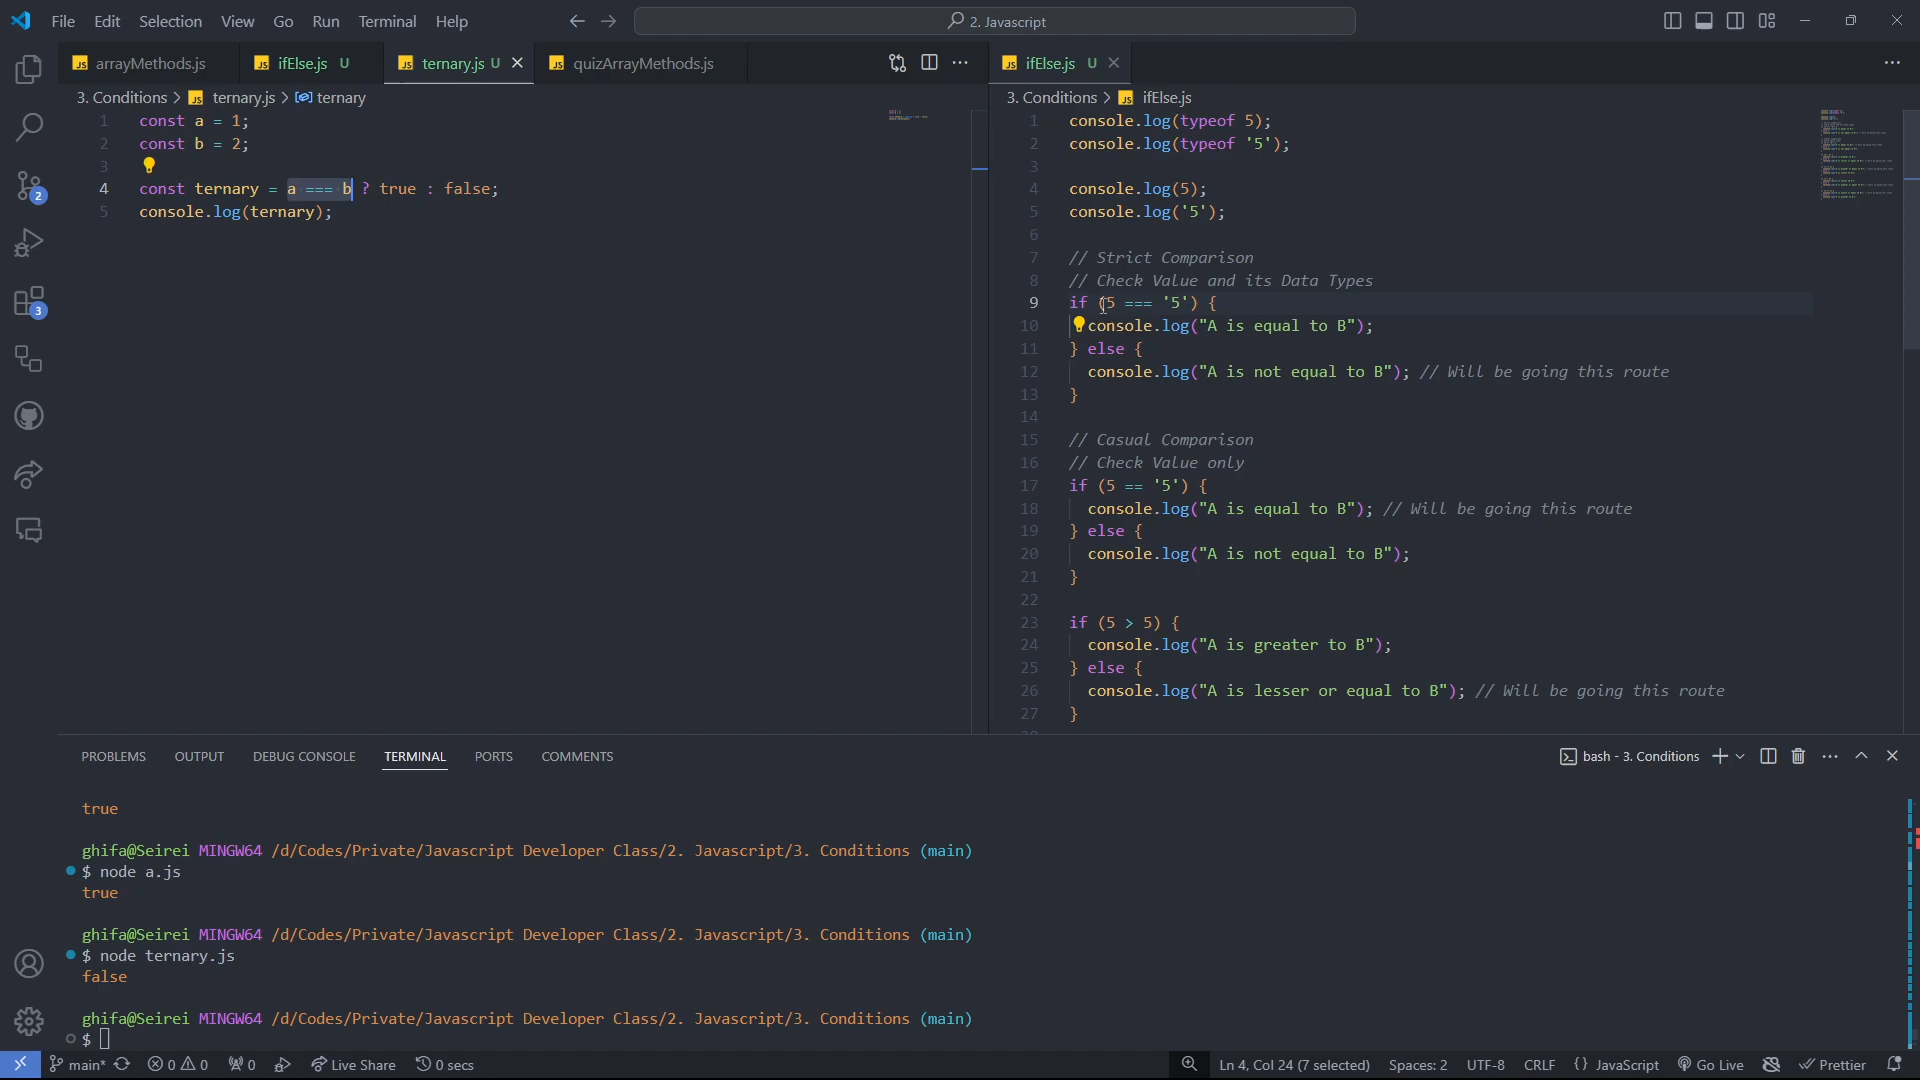 File Edit Selection View Go Run Terminal Help
2. Javascript
arrayMethods.js
ifElse.js U
ternary.js U
quizArrayMethods.js
3. Conditions > ternary.js > ternary
1 const a = 1;
2 const b = 2;
3
4 const ternary = a === b ? true : false;
5 console.log(ternary);
ifElse.js U
3. Conditions > ifElse.js
1 console.log(typeof 5);
2 console.log(typeof '5');
3
4 console.log(5);
5 console.log('5');
6
7 // Strict Comparison
8 // Check Value and its Data Types
9 if (5 === '5') {
10 console.log("A is equal to B");
11 } else {
12 console.log("A is not equal to B"); // Will be going this route
13 }
14
15 // Casual Comparison
16 // Check Value only
17 if (5 == '5') {
18 console.log("A is equal to B"); // Will be going this route
19 } else {
20 console.log("A is not equal to B");
21 }
22
23 if (5 > 5) {
24 console.log("A is greater to B");
25 } else {
26 console.log("A is lesser or equal to B"); // Will be going this route
27 }
2
3
PROBLEMS OUTPUT DEBUG CONSOLE TERMINAL PORTS COMMENTS
bash - 3. Conditions
true
ghifa@Seirei MINGW64 /d/Codes/Private/Javascript Developer Class/2. Javascript/3. Conditions (main)
$ node a.js
true
ghifa@Seirei MINGW64 /d/Codes/Private/Javascript Developer Class/2. Javascript/3. Conditions (main)
$ node ternary.js
false
ghifa@Seirei MINGW64 /d/Codes/Private/Javascript Developer Class/2. Javascript/3. Conditions (main)
$
main* 0 0 0 Live Share 0 secs
Ln 4, Col 24 (7 selected) Spaces: 2 UTF-8 CRLF {} JavaScript Go Live Prettier